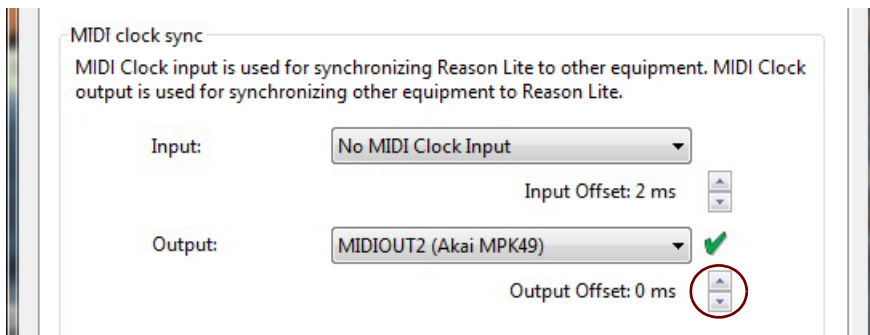 MIDI clock sync
MIDI Clock input is used for synchronizing Reason Lite to other equipment. MIDI Clock
output is used for synchronizing other equipment to Reason Lite.
Input: No MIDI Clock Input
Input Offset: 2 ms
Output: MIDIOUT2 (Akai MPK49)
Output Offset: 0 ms